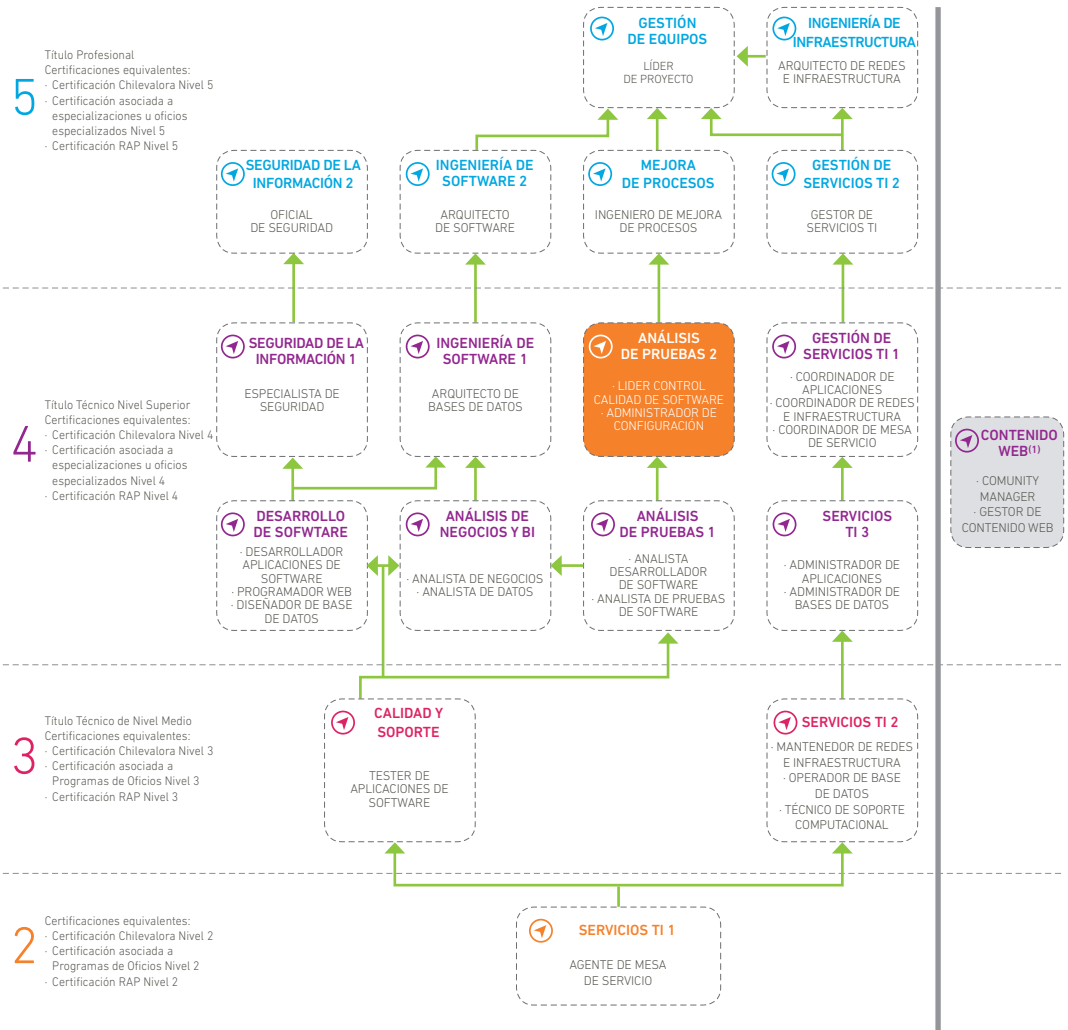 5
Título Profesional
Certificaciones equivalentes:
· Certificación Chilevalora Nivel 5
· Certificación asociada a
especializaciones u oficios
especializados Nivel 5
· Certificación RAP Nivel 5
GESTIÓN
DE EQUIPOS
LÍDER
DE PROYECTO
INGENIERÍA DE
INFRAESTRUCTURA
ARQUITECTO DE REDES
E INFRAESTRUCTURA
SEGURIDAD DE LA
INFORMACIÓN 2
OFICIAL
DE SEGURIDAD
INGENIERÍA DE
SOFTWARE 2
ARQUITECTO
DE SOFTWARE
MEJORA
DE PROCESOS
INGENIERO DE MEJORA
DE PROCESOS
GESTIÓN DE
SERVICIOS TI 2
GESTOR DE
SERVICIOS TI
4
Título Técnico Nivel Superior
Certificaciones equivalentes:
· Certificación Chilevalora Nivel 4
· Certificación asociada a
especializaciones u oficios
especializados Nivel 4
· Certificación RAP Nivel 4
SEGURIDAD DE LA
INFORMACIÓN 1
ESPECIALISTA DE
SEGURIDAD
INGENIERÍA DE
SOFTWARE 1
ARQUITECTO DE
BASES DE DATOS
ANÁLISIS
DE PRUEBAS 2
· LIDER CONTROL
CALIDAD DE SOFTWARE
· ADMINISTRADOR DE
CONFIGURACIÓN
GESTIÓN DE
SERVICIOS TI 1
· COORDINADOR DE
APLICACIONES
· COORDINADOR DE REDES
E INFRAESTRUCTURA
· COORDINADOR DE MESA
DE SERVICIO
CONTENIDO
WEB(1)
· COMUNITY
MANAGER
· GESTOR DE
CONTENIDO WEB
DESARROLLO
DE SOFWTARE
· DESARROLLADOR
APLICACIONES DE
SOFTWARE
· PROGRAMADOR WEB
· DISEÑADOR DE BASE
DE DATOS
ANÁLISIS DE
NEGOCIOS Y BI
· ANALISTA DE NEGOCIOS
· ANALISTA DE DATOS
ANÁLISIS
DE PRUEBAS 1
· ANALISTA
DESARROLLADOR
DE SOFTWARE
· ANALISTA DE PRUEBAS
DE SOFTWARE
SERVICIOS
TI 3
· ADMINISTRADOR DE
APLICACIONES
· ADMINISTRADOR DE
BASES DE DATOS
3
Título Técnico de Nivel Medio
Certificaciones equivalentes:
· Certificación Chilevalora Nivel 3
· Certificación asociada a
Programas de Oficios Nivel 3
· Certificación RAP Nivel 3
CALIDAD Y
SOPORTE
TESTER DE
APLICACIONES DE
SOFTWARE
SERVICIOS TI 2
· MANTENEDOR DE REDES
E INFRAESTRUCTURA
· OPERADOR DE BASE
DE DATOS
· TÉCNICO DE SOPORTE
COMPUTACIONAL
2
Certificaciones equivalentes:
· Certificación Chilevalora Nivel 2
· Certificación asociada a
Programas de Oficios Nivel 2
· Certificación RAP Nivel 2
SERVICIOS TI 1
AGENTE DE MESA
DE SERVICIO